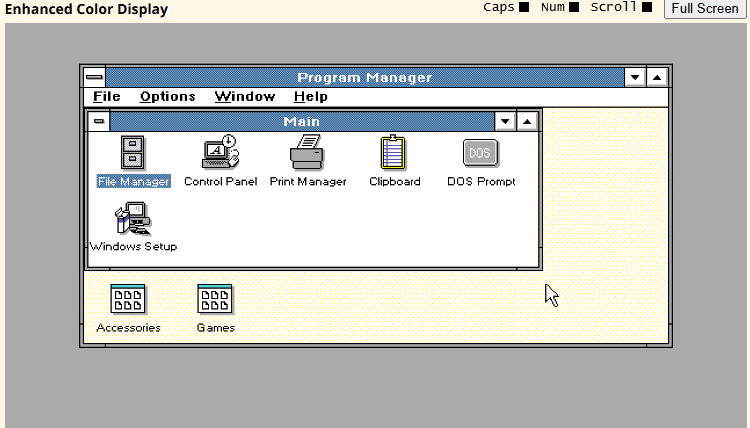 Enhanced Color Display Caps Num Scroll Full Screen
Program Manager
File Options Window Help
Main
File Manager Control Panel Print Manager Clipboard DOS DOS Prompt
Windows Setup
Accessories Games